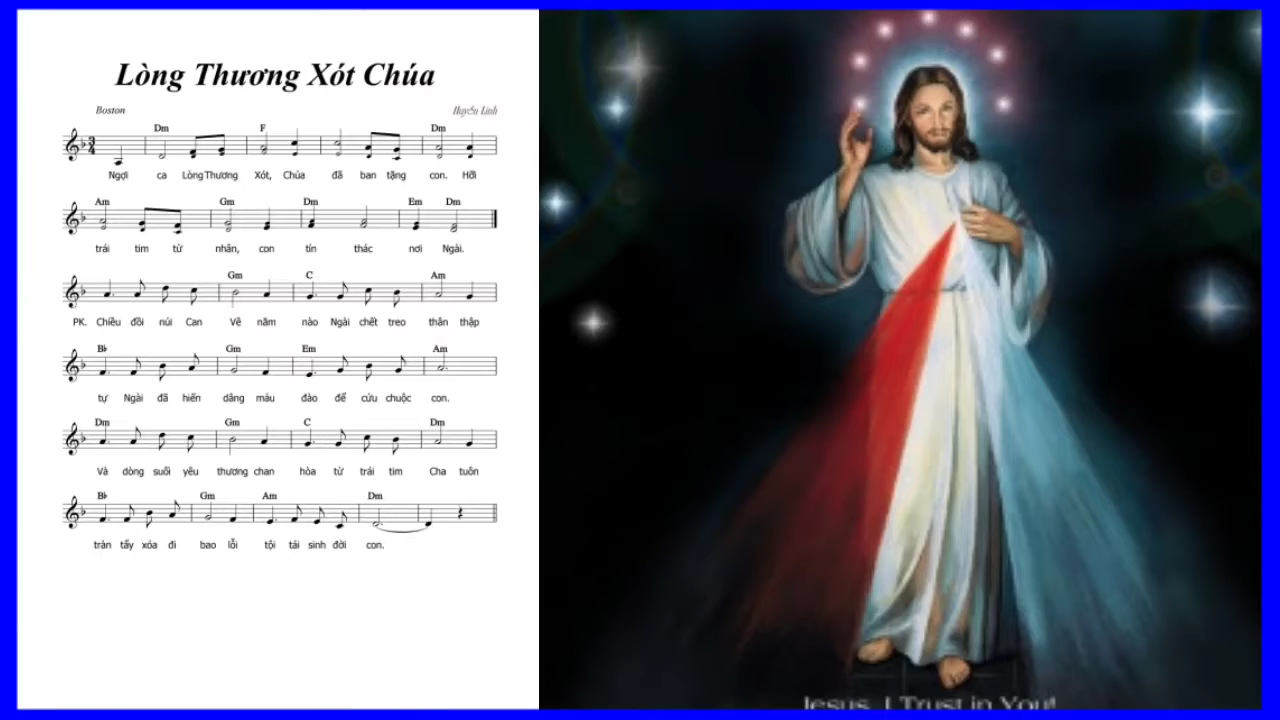 Lòng Thương Xót Chúa
Boston
Huyền Linh
Dm F Dm
3
4
Ngợi ca Lòng Thương Xót, Chúa đã ban tặng con. Hỡi
Am Gm Dm Em Dm
trái tim từ nhân, con tín thác nơi Ngài.
Gm C Am
PK. Chiều đồi núi Can Vê năm nào Ngài chết treo thân thập
B♭ Gm Em Am
tự Ngài đã hiến dâng máu đào để cứu chuộc con.
Dm Gm C Dm
Và dòng suối yêu thương chan hòa từ trái tim Cha tuôn
B♭ Gm Am Dm
tràn tẩy xóa đi bao lỗi tội tái sinh đời con.
Jesus, I Trust in You!